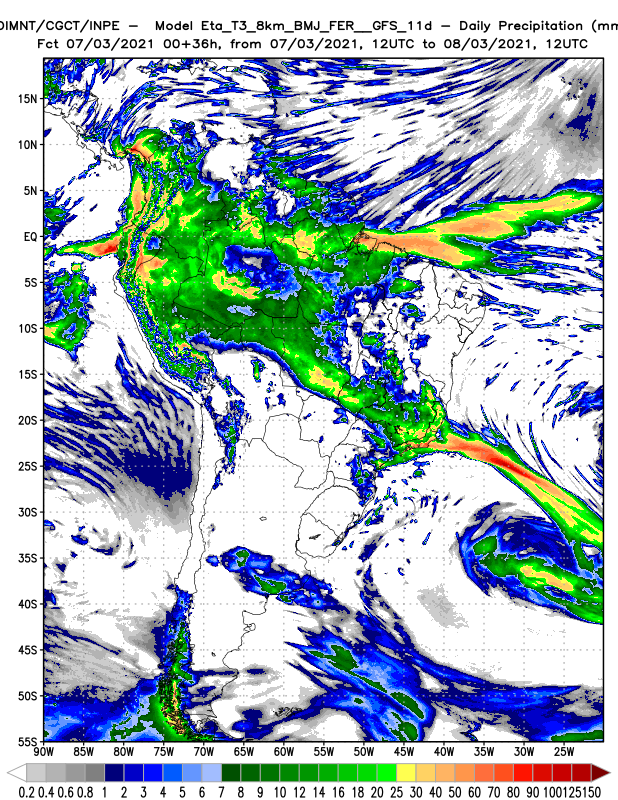 DIMNT/CGCT/INPE - Model Eta_T3_8km_BMJ_FER__GFS_11d - Daily Precipitation (mm
Fct 07/03/2021 00+36h, from 07/03/2021, 12UTC to 08/03/2021, 12UTC
15N
10N
5N
EQ
5S
10S
15S
20S
25S
30S
35S
40S
45S
50S
55S
90W 85W 80W 75W 70W 65W 60W 55W 50W 45W 40W 35W 30W 25W
0.2 0.4 0.6 0.8 1 2 3 4 5 6 7 8 9 10 12 14 16 18 20 25 30 40 50 60 70 80 90 100 125 150